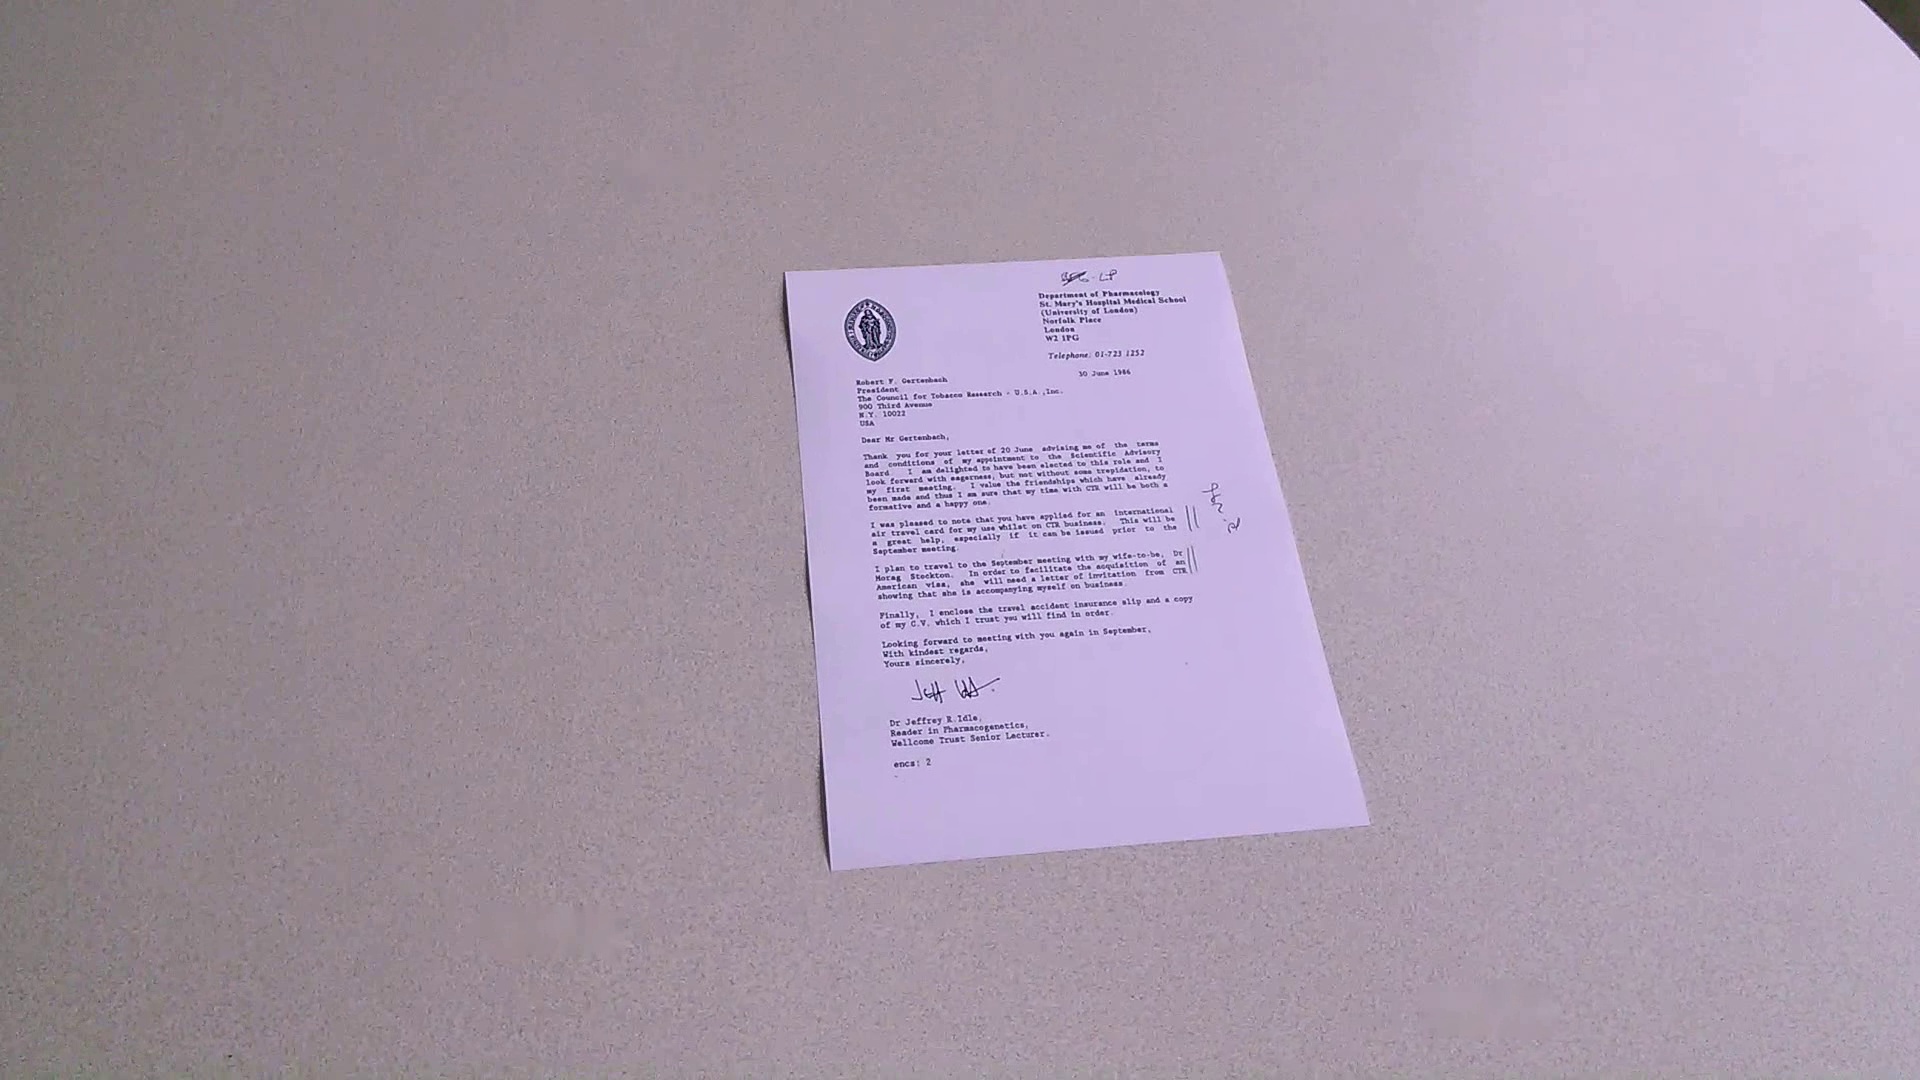 LP
Department of Pharmacology
St. Mary's Hospital Medical School
(University of London)
Norfolk Place
London
W2 1PG
Telephone: 01-723 1252
30 June 1986
Robert F. Gertenbach
President
The Council for Tobacco Research - U.S.A.,Inc.
900 Third Avenue
N.Y. 10022
USA
Dear Mr Gertenbach,
Thank you for your letter of 20 June advising me of the terms
and conditions of my appointment to the Scientific Advisory
Board. I am delighted to have been elected to this role and I
look forward with eagerness, but not without some trepidation, to
my first meeting. I value the friendships which have already
been made and thus I am sure that my time with CTR will be both a
formative and a happy one.
I was pleased to note that you have applied for an International
air travel card for my use whilst on CTR business. This will be
a great help, especially if it can be issued prior to the
September meeting.
I plan to travel to the September meeting with my wife-to-be, Dr
Morag Stockton. In order to facilitate the acquisition of an
American visa, she will need a letter of invitation from CTR
showing that she is accompanying myself on business.
Finally, I enclose the travel accident insurance slip and a copy
of my C.V. which I trust you will find in order.
Looking forward to meeting with you again in September,
With kindest regards,
Yours sincerely,
Dr Jeffrey R.Idle,
Reader in Pharmacogenetics,
Wellcome Trust Senior Lecturer.
encs: 2